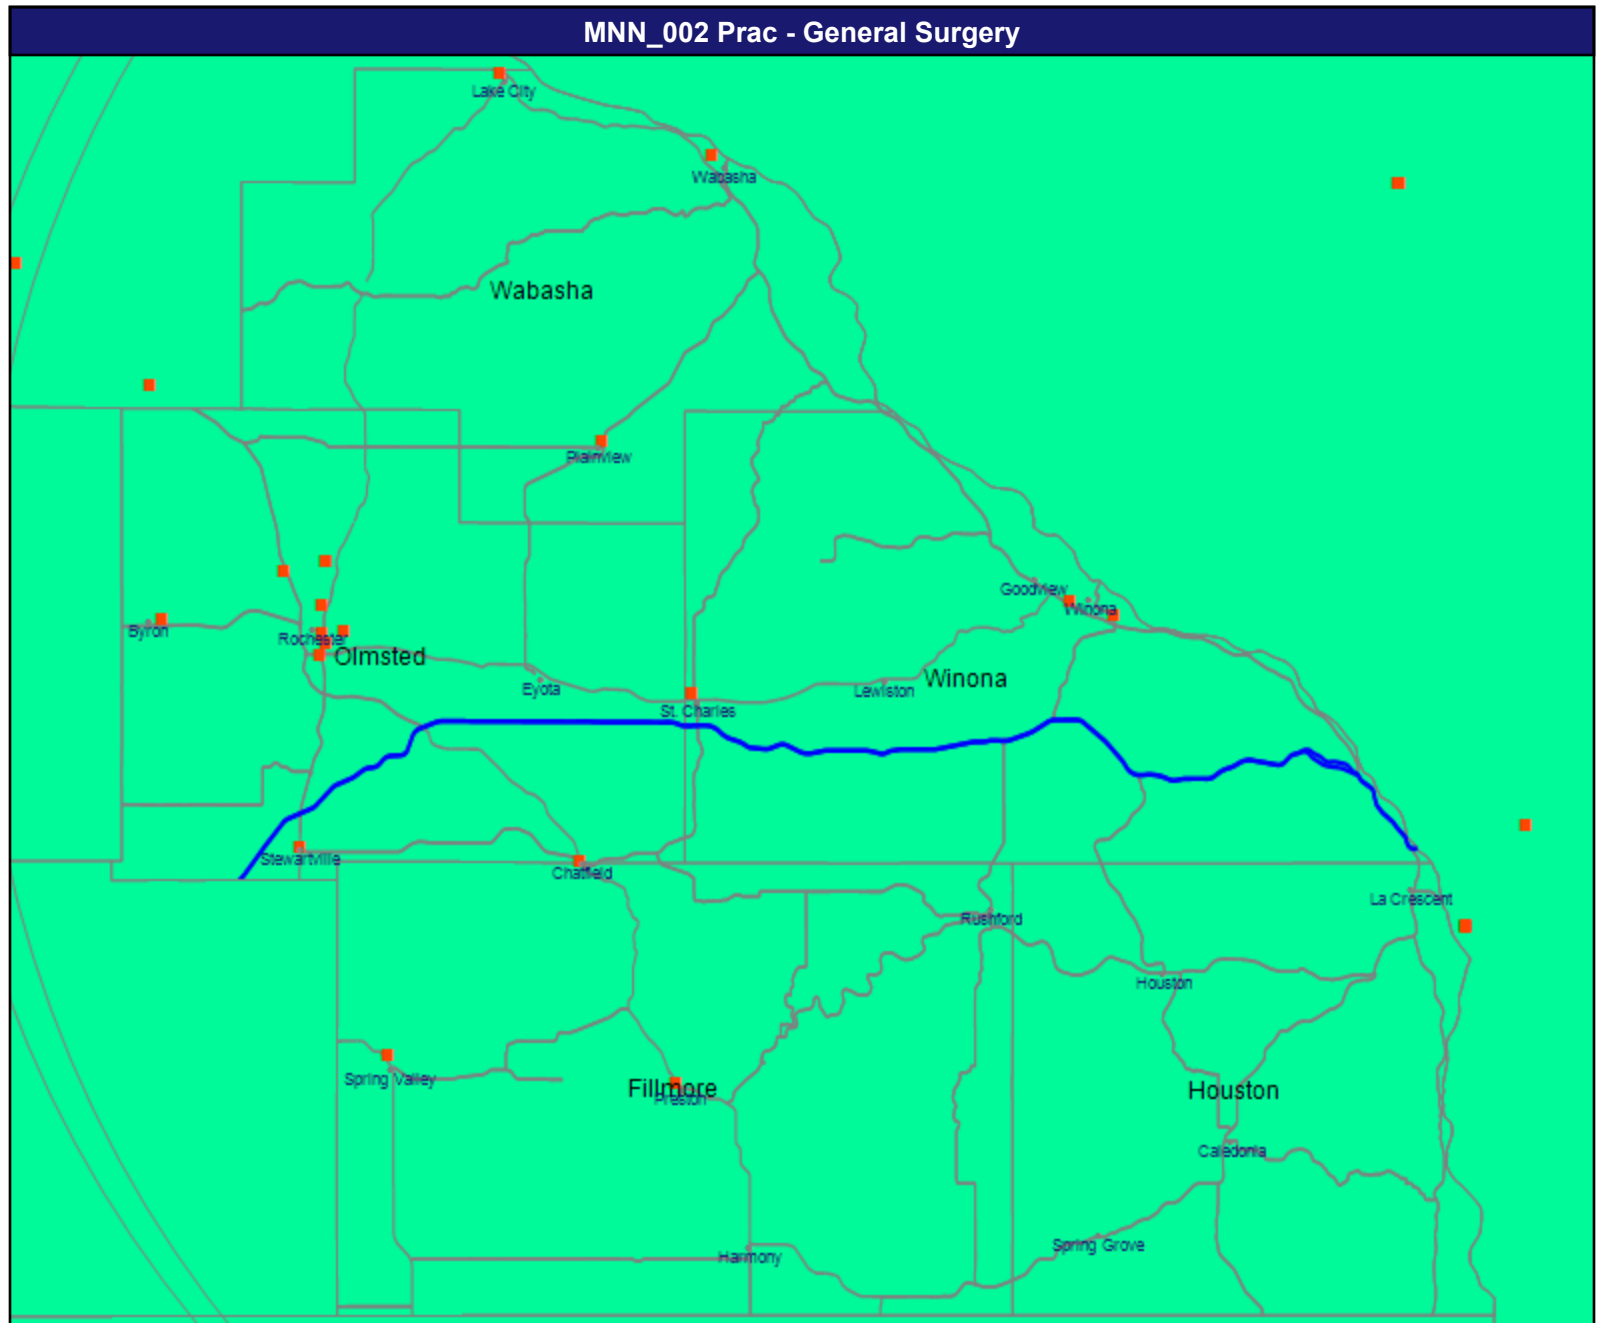 MNN_002 Prac - General Surgery
Lake City
Wabasha
Wabasha
Plainview
Goodview
Winona
Byron
Rochester
Olmsted
Winona
Eyota
Lewiston
St. Charles
Stewartville
Chatfield
La Crescent
Rushford
Houston
Spring Valley
Fillmore
Preston
Houston
Caledonia
Harmony
Spring Grove